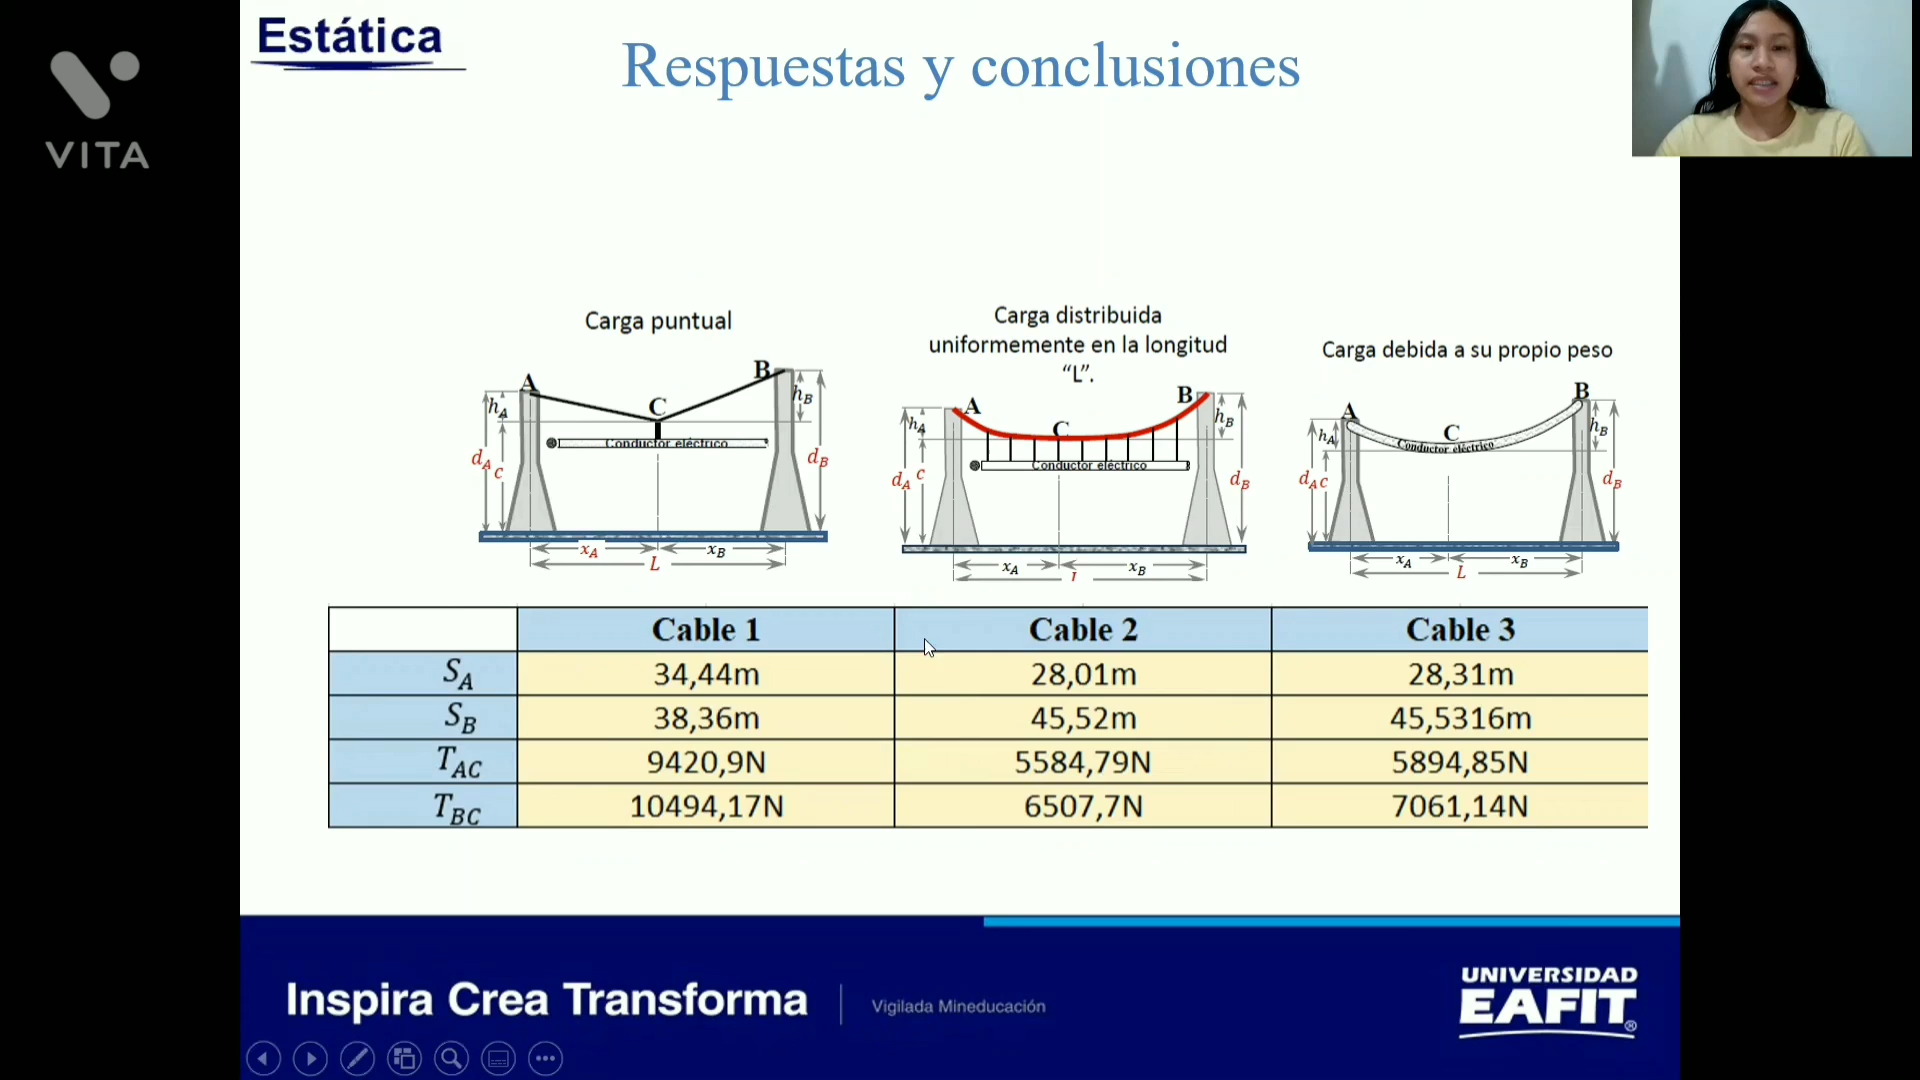 Estática
VITA
Respuestas y conclusiones
Carga puntual
A
B
C
h_A
h_B
Conductor eléctrico
d_A
c
d_B
x_A
x_B
L
Carga distribuida
uniformemente en la longitud
“L”.
A
B
C
h_A
h_B
Conductor eléctrico
d_A
c
d_B
x_A
x_B
Carga debida a su propio peso
A
B
C
h_A
h_B
Conductor eléctrico
d_A
c
d_B
x_A
x_B
L
Cable 1 Cable 2 Cable 3
S_A 34,44m 28,01m 28,31m
S_B 38,36m 45,52m 45,5316m
T_AC 9420,9N 5584,79N 5894,85N
T_BC 10494,17N 6507,7N 7061,14N
Inspira Crea Transforma
Vigilada Mineducación
UNIVERSIDAD
EAFIT®